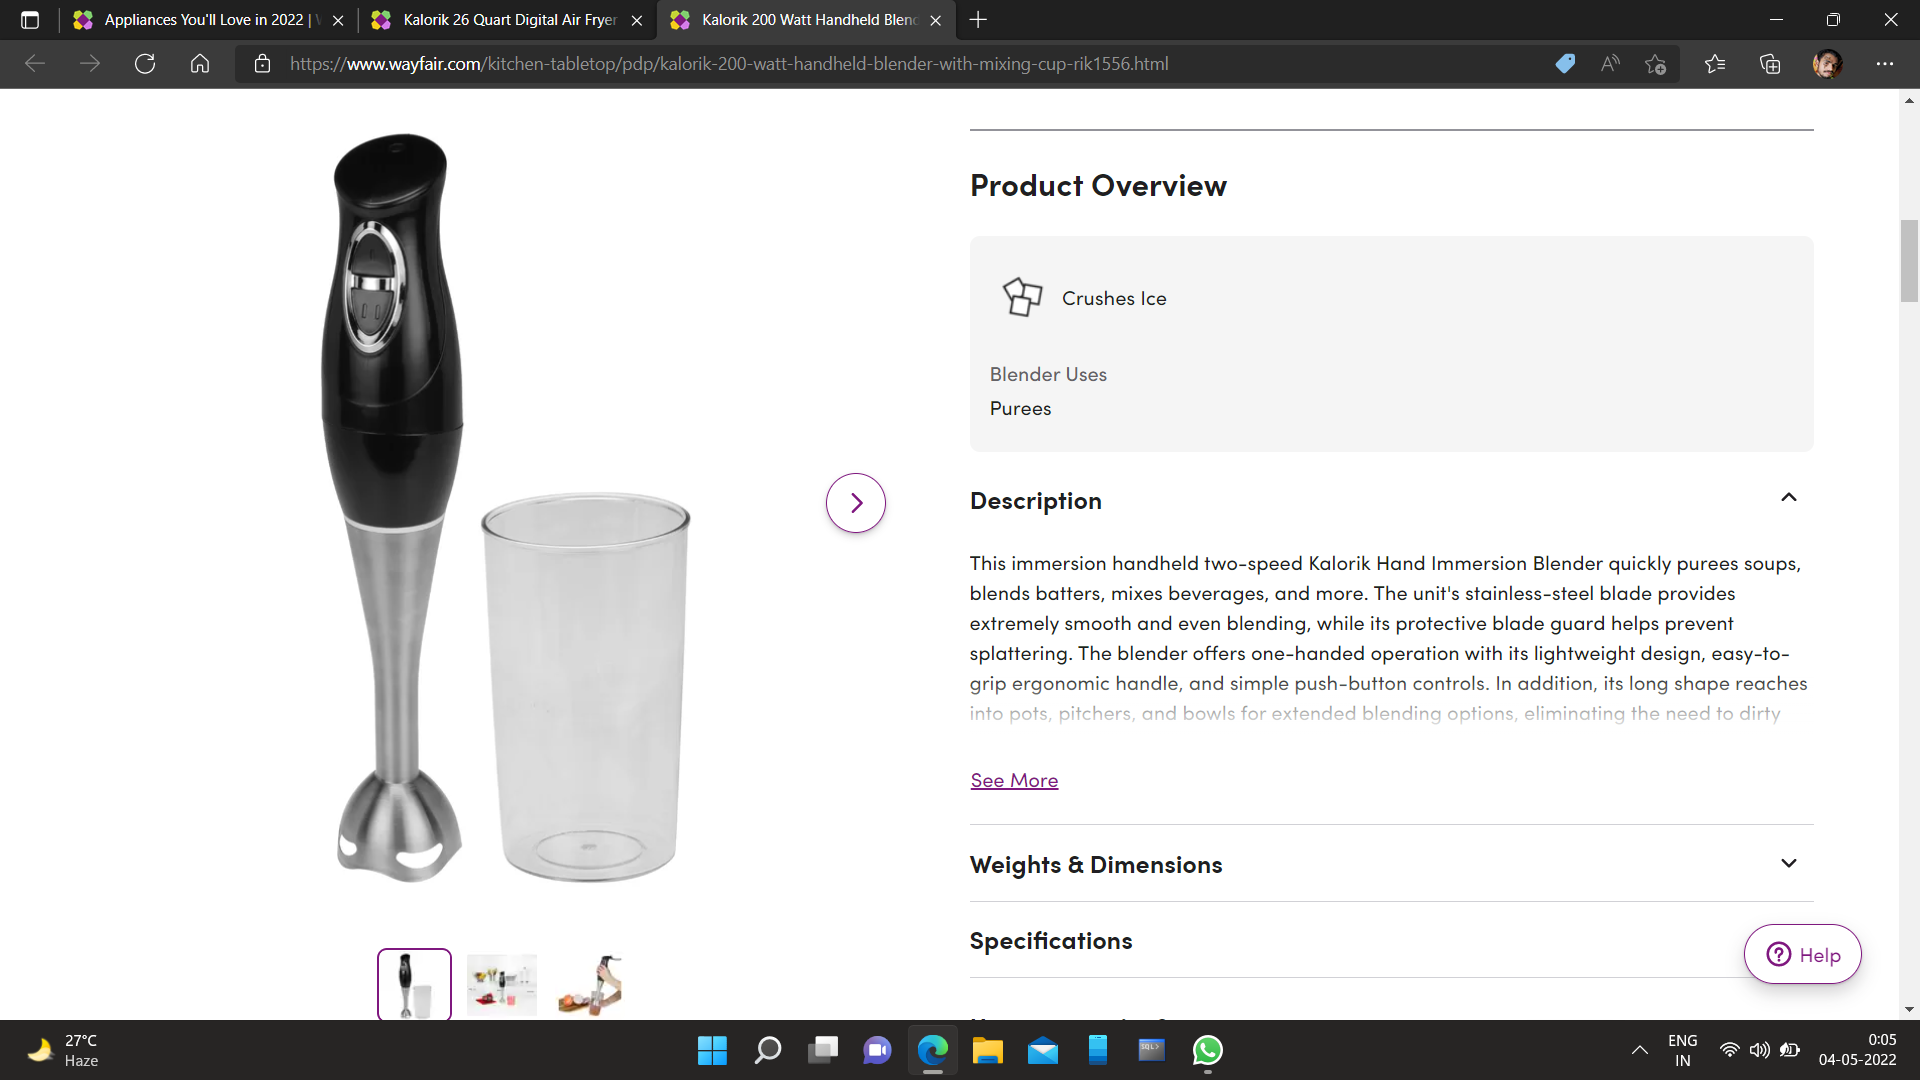 Appliances You'll Love in 2022 | W
Kalorik 26 Quart Digital Air Fryer
Kalorik 200 Watt Handheld Blend
https://www.wayfair.com/kitchen-tabletop/pdp/kalorik-200-watt-handheld-blender-with-mixing-cup-rik1556.html
Product Overview
Crushes Ice
Blender Uses
Purees
Description
This immersion handheld two-speed Kalorik Hand Immersion Blender quickly purees soups,
blends batters, mixes beverages, and more. The unit's stainless-steel blade provides
extremely smooth and even blending, while its protective blade guard helps prevent
splattering. The blender offers one-handed operation with its lightweight design, easy-to-
grip ergonomic handle, and simple push-button controls. In addition, its long shape reaches
into pots, pitchers, and bowls for extended blending options, eliminating the need to dirty
See More
Weights & Dimensions
Specifications
Help
27°C
Haze
SQL>
ENG
IN
0:05
04-05-2022